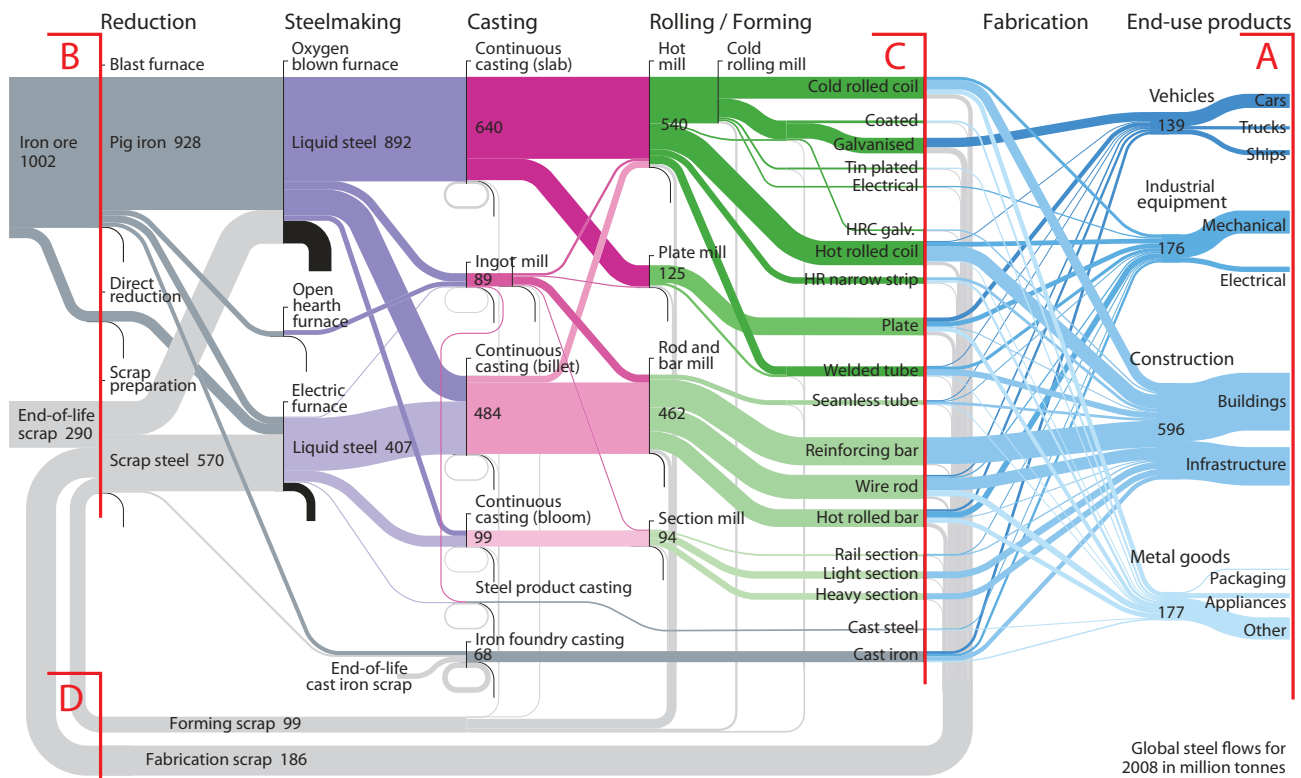 Reduction
Steelmaking
Casting
Rolling / Forming
Fabrication
End-use products
B
Blast furnace
Iron ore
1002
Pig iron 928
Direct
reduction
Scrap
preparation
End-of-life
scrap 290
Scrap steel 570
Oxygen
blown furnace
Liquid steel 892
Open
hearth
furnace
Electric
furnace
Liquid steel 407
Continuous
casting (slab)
640
Ingot mill
89
Continuous
casting (billet)
484
Continuous
casting (bloom)
99
Steel product casting
Iron foundry casting
68
End-of-life
cast iron scrap
Hot
mill
Cold
rolling mill
540
Plate mill
125
Rod and
bar mill
462
Section mill
94
C
Cold rolled coil
Coated
Galvanised
Tin plated
Electrical
HRC galv.
Hot rolled coil
HR narrow strip
Plate
Welded tube
Seamless tube
Reinforcing bar
Wire rod
Hot rolled bar
Rail section
Light section
Heavy section
Cast steel
Cast iron
A
Vehicles
139
Cars
Trucks
Ships
Industrial
equipment
176
Mechanical
Electrical
Construction
596
Buildings
Infrastructure
Metal goods
177
Packaging
Appliances
Other
D
Forming scrap 99
Fabrication scrap 186
Global steel flows for
2008 in million tonnes